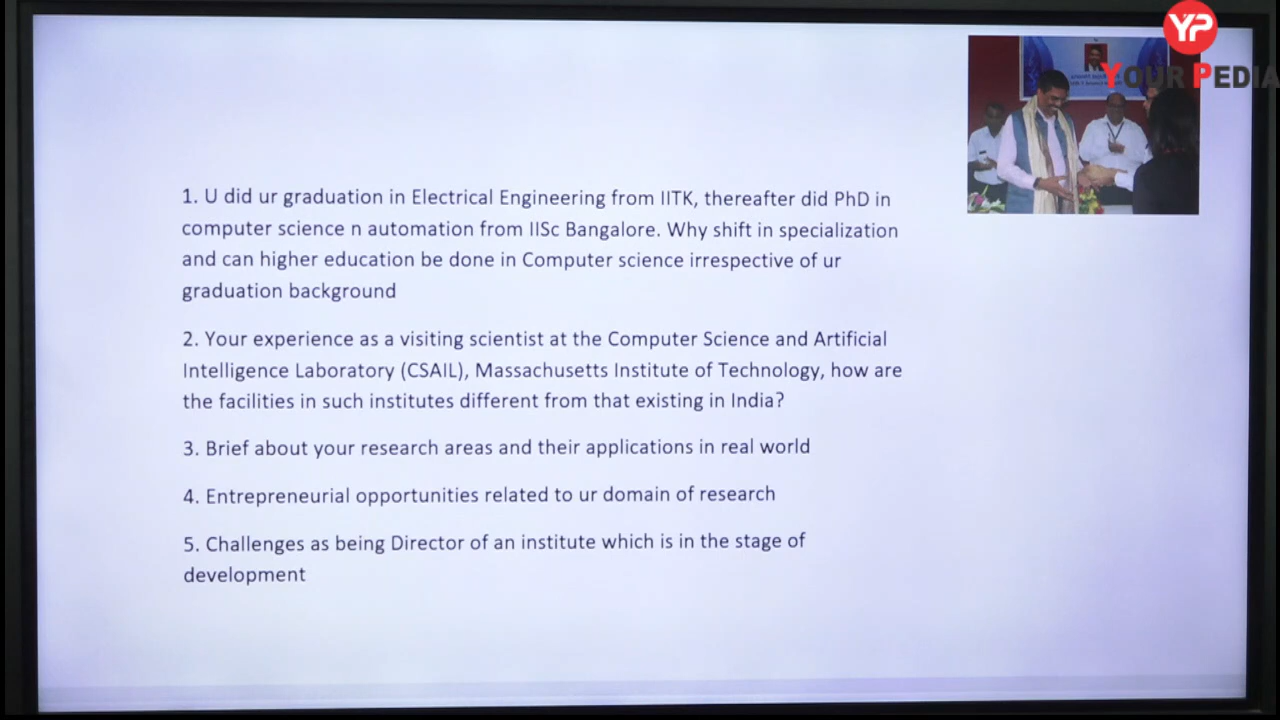 YP
YOUR PEDIA
1. U did ur graduation in Electrical Engineering from IITK, thereafter did PhD in
computer science n automation from IISc Bangalore. Why shift in specialization
and can higher education be done in Computer science irrespective of ur
graduation background
2. Your experience as a visiting scientist at the Computer Science and Artificial
Intelligence Laboratory (CSAIL), Massachusetts Institute of Technology, how are
the facilities in such institutes different from that existing in India?
3. Brief about your research areas and their applications in real world
4. Entrepreneurial opportunities related to ur domain of research
5. Challenges as being Director of an institute which is in the stage of
development